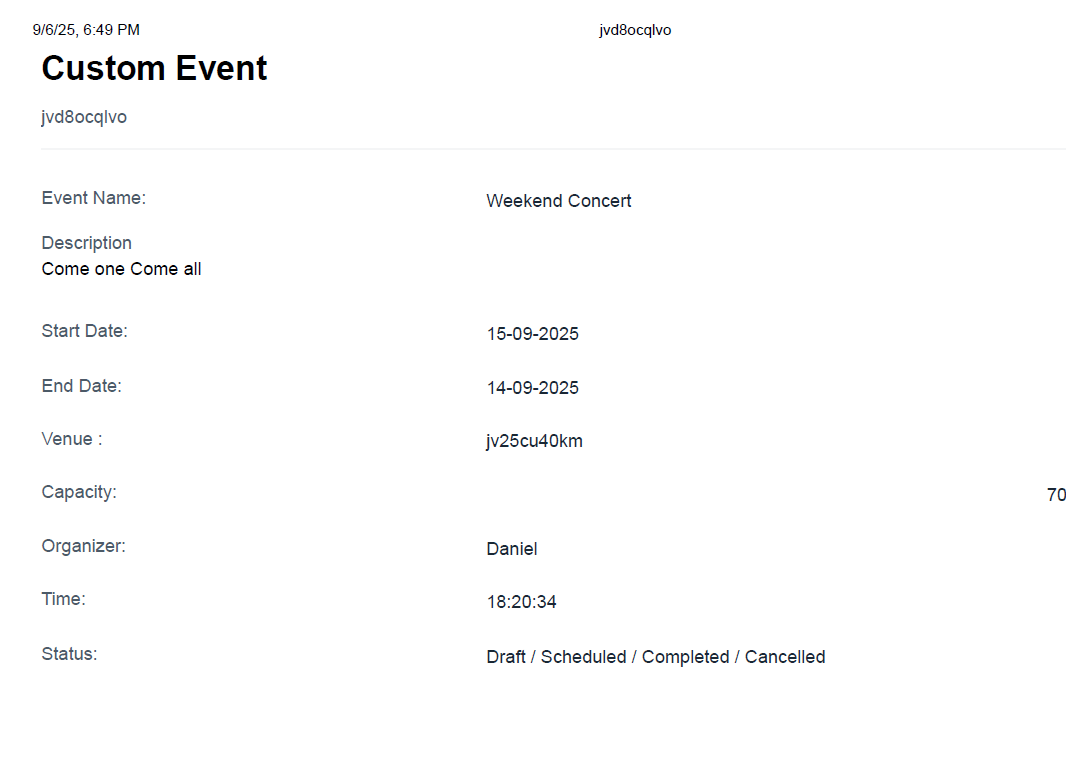 9/6/25, 6:49 PM jvd8ocqlvo
Custom Event
jvd8ocqlvo
Event Name: Weekend Concert
Description
Come one Come all
Start Date: 15-09-2025
End Date: 14-09-2025
Venue : jv25cu40km
Capacity: 70
Organizer: Daniel
Time: 18:20:34
Status: Draft / Scheduled / Completed / Cancelled